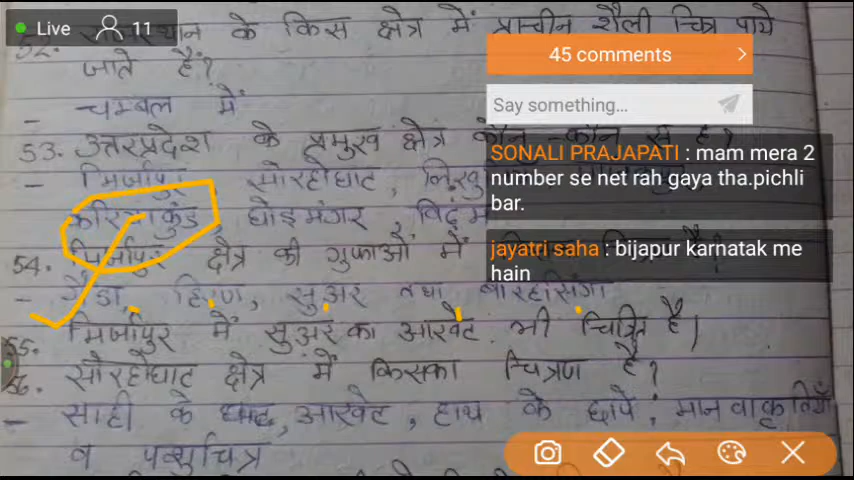 Live 11
52. के किस क्षेत्र में प्राचीन शैली चित्र पाये
जाते हैं?
45 comments
Say something...
- चम्बल में
53. उत्तरप्रदेश के प्रमुख क्षेत्र कौन-कौन से है?
SONALI PRAJAPATI : mam mera 2
number se net rah gaya tha.pichli
bar.
- मिर्जापुर, सोरहोघाट,
घोड़मंगर,
jayatri saha : bijapur karnatak me
hain
54. मिर्जापुर क्षेत्र की गुफाओं में
- गैंडा, हिरण, सुअर तथा बारहसिंगा
55. मिर्जापुर में सुअर का आखेट भी चित्रित है।
56. सोरहोघाट क्षेत्र में किसका चित्रण है?
- साही के आखेट, हाथ के छापे, मानवाकृतियाँ
व पशुचित्र